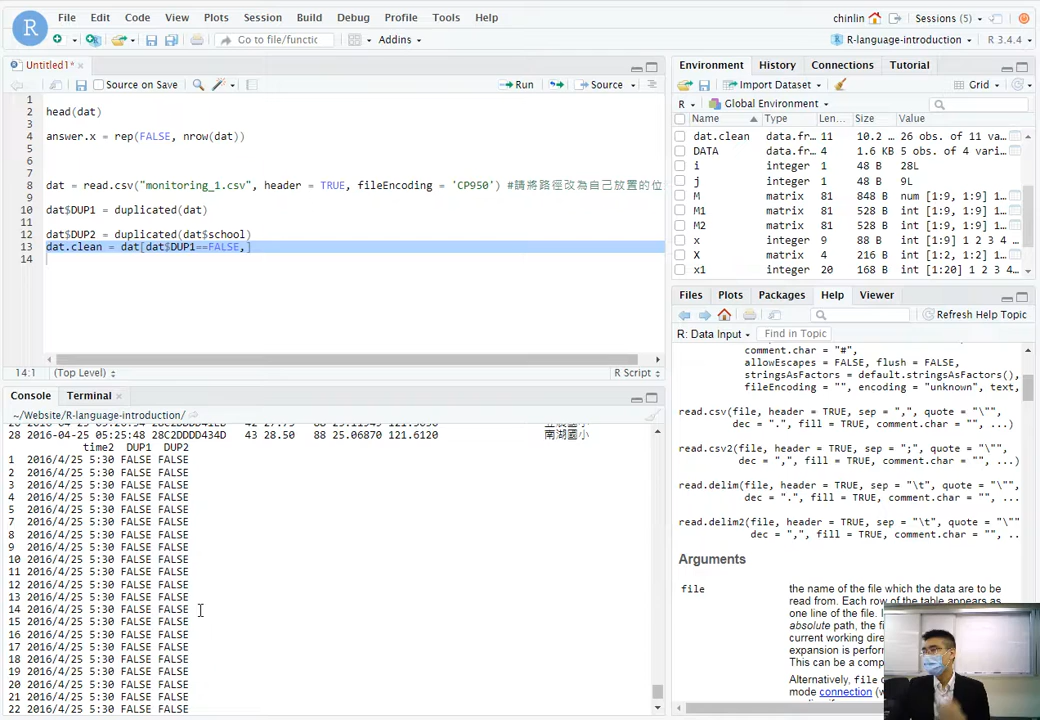 File Edit Code View Plots Session Build Debug Profile Tools Help
chinlin Sessions (5)
R Go to file/functic Addins R-language-introduction R 3.4.4
Untitled1*
Source on Save Run Source
1
2 head(dat)
3
4 answer.x = rep(FALSE, nrow(dat))
5
6
7
8 dat = read.csv("monitoring_1.csv", header = TRUE, fileEncoding = 'CP950') #請將路徑改為自己放置的位
9
10 dat$DUP1 = duplicated(dat)
11
12 dat$DUP2 = duplicated(dat$school)
13 dat.clean = dat[dat$DUP1==FALSE,]
14
14:1 (Top Level) R Script
Console Terminal
~/Website/R-language-introduction/
28 2016-04-25 05:25:48 28C2DDDD434D 43 28.50 88 25.06870 121.6120 南湖國小
time2 DUP1 DUP2
1 2016/4/25 5:30 FALSE FALSE
2 2016/4/25 5:30 FALSE FALSE
3 2016/4/25 5:30 FALSE FALSE
4 2016/4/25 5:30 FALSE FALSE
5 2016/4/25 5:30 FALSE FALSE
7 2016/4/25 5:30 FALSE FALSE
8 2016/4/25 5:30 FALSE FALSE
9 2016/4/25 5:30 FALSE FALSE
10 2016/4/25 5:30 FALSE FALSE
11 2016/4/25 5:30 FALSE FALSE
12 2016/4/25 5:30 FALSE FALSE
13 2016/4/25 5:30 FALSE FALSE
14 2016/4/25 5:30 FALSE FALSE
15 2016/4/25 5:30 FALSE FALSE
16 2016/4/25 5:30 FALSE FALSE
17 2016/4/25 5:30 FALSE FALSE
18 2016/4/25 5:30 FALSE FALSE
19 2016/4/25 5:30 FALSE FALSE
20 2016/4/25 5:30 FALSE FALSE
21 2016/4/25 5:30 FALSE FALSE
22 2016/4/25 5:30 FALSE FALSE
Environment History Connections Tutorial
Import Dataset Grid
R Global Environment
Name Type Len… Size Value
dat.clean data.fr… 11 10.2 … 26 obs. of 11 va…
DATA data.fr… 4 1.6 KB 5 obs. of 4 vari…
i integer 1 48 B 28L
j integer 1 48 B 9L
M matrix 81 848 B num [1:9, 1:9] 1…
M1 matrix 81 528 B int [1:9, 1:9] 1…
M2 matrix 81 528 B int [1:9, 1:9] 1…
x integer 9 88 B int [1:9] 1 2 3 4 …
X matrix 4 216 B int [1:2, 1:2] 1…
x1 integer 20 168 B int [1:20] 1 2 3 4…
Files Plots Packages Help Viewer
Refresh Help Topic
R: Data Input Find in Topic
comment.char = "#",
allowEscapes = FALSE, flush = FALSE,
stringsAsFactors = default.stringsAsFactors(),
fileEncoding = "", encoding = "unknown", text,
read.csv(file, header = TRUE, sep = ",", quote = "\"",
dec = ".", fill = TRUE, comment.char = "", ...)
read.csv2(file, header = TRUE, sep = ";", quote = "\"",
dec = ",", fill = TRUE, comment.char = "", ...)
read.delim(file, header = TRUE, sep = "\t", quote = "\"",
dec = ".", fill = TRUE, comment.char = "", ...)
read.delim2(file, header = TRUE, sep = "\t", quote = "\""
dec = ",", fill = TRUE, comment.char = "", ...
Arguments
file the name of the file which the data are to be
read from. Each row of the table appears as
one line of the file. I
absolute path, the fi
current working dire
expansion is perform
This can be a comp
Alternatively, file c
mode connection (w